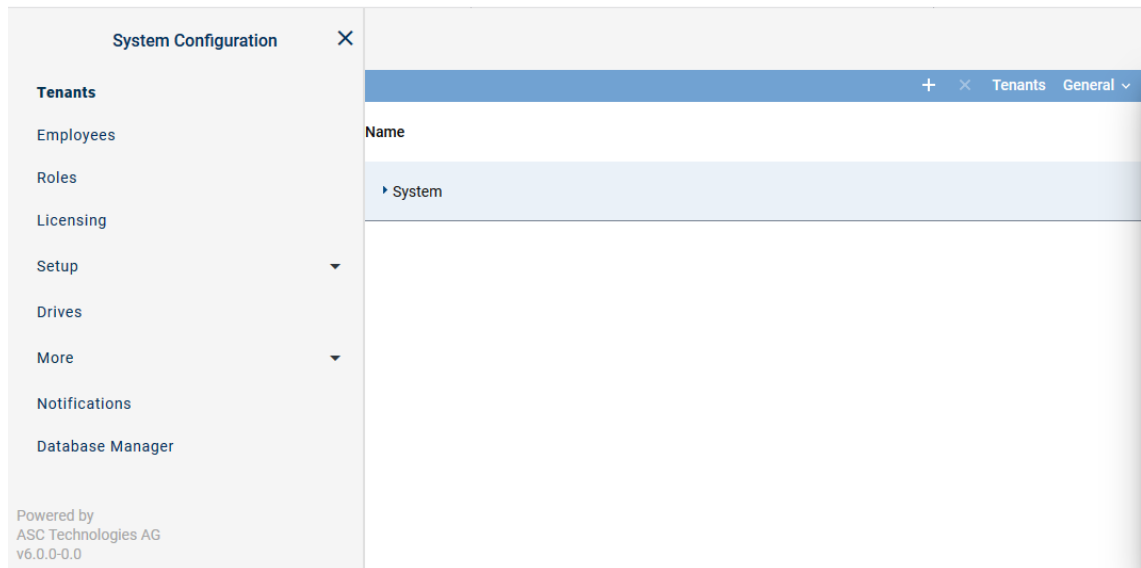 System Configuration
Tenants
Employees
Roles
Licensing
Setup
Drives
More
Notifications
Database Manager
Powered by
ASC Technologies AG
v6.0.0-0.0
Tenants General
Name
System